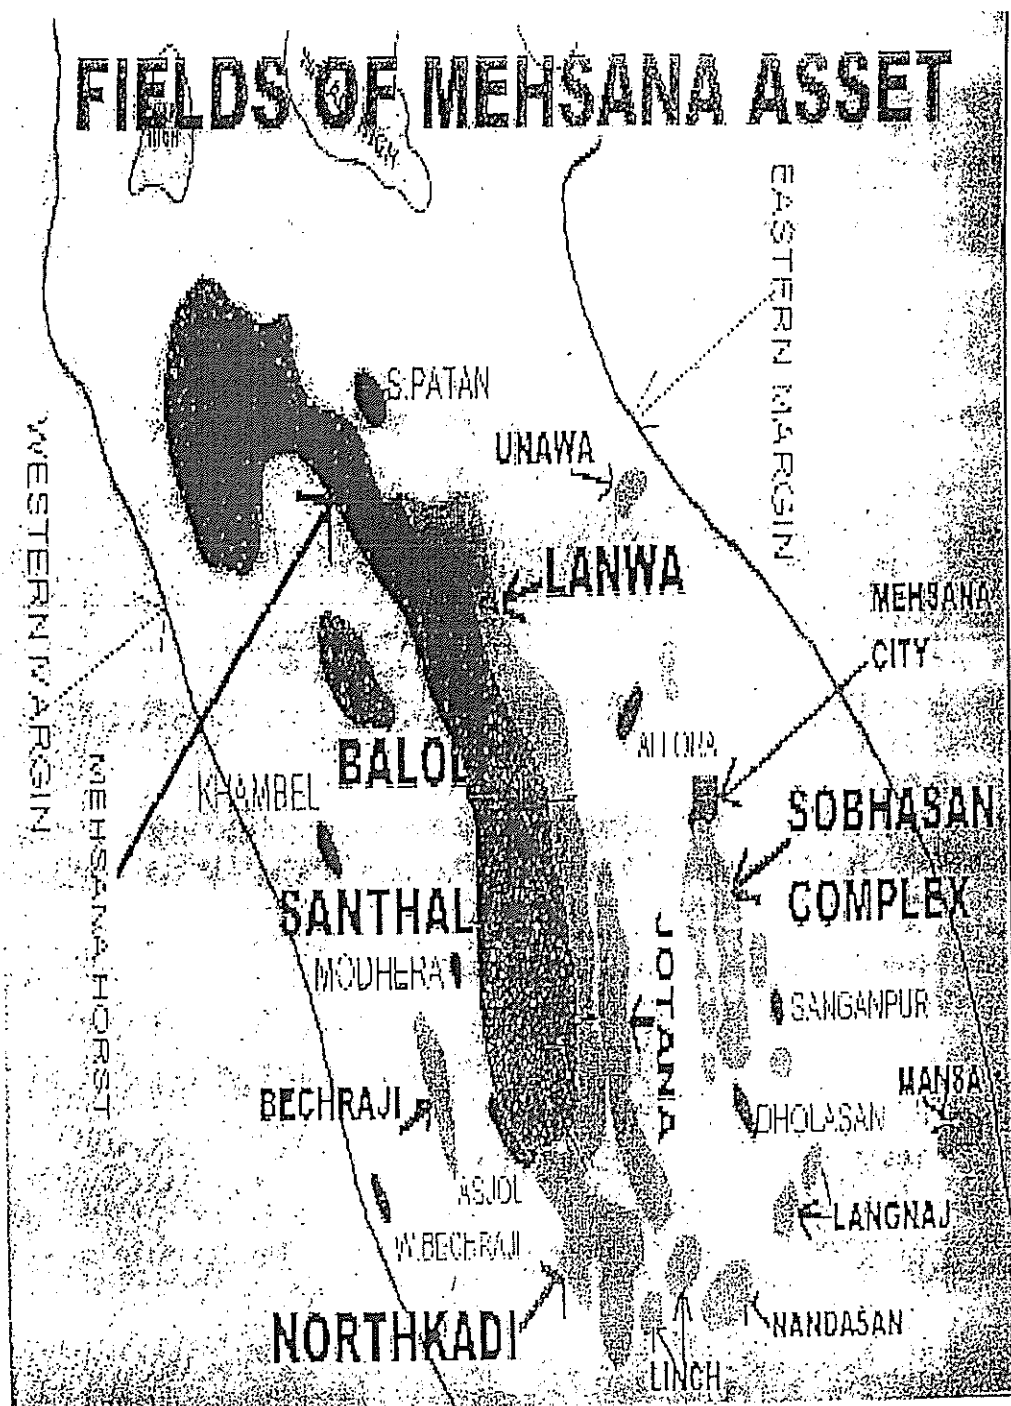 FIELDS OF MEHSANA ASSET
HIGH
HIGH
EASTERN MARGIN
S.PATAN
UNAWA
WESTERN MARGIN
LANWA
MEHSANA
CITY
BALOL
KHAMBEL
SOBHASAN
COMPLEX
MEHSANA HORST
SANTHAL
JOTANA
MODHERA
SANGANPUR
BECHRAJI
MANSA
DHOLASAN
ASJOL
LANGNAJ
W.BECHRAJI
NORTHKADI
NANDASAN
LINCH